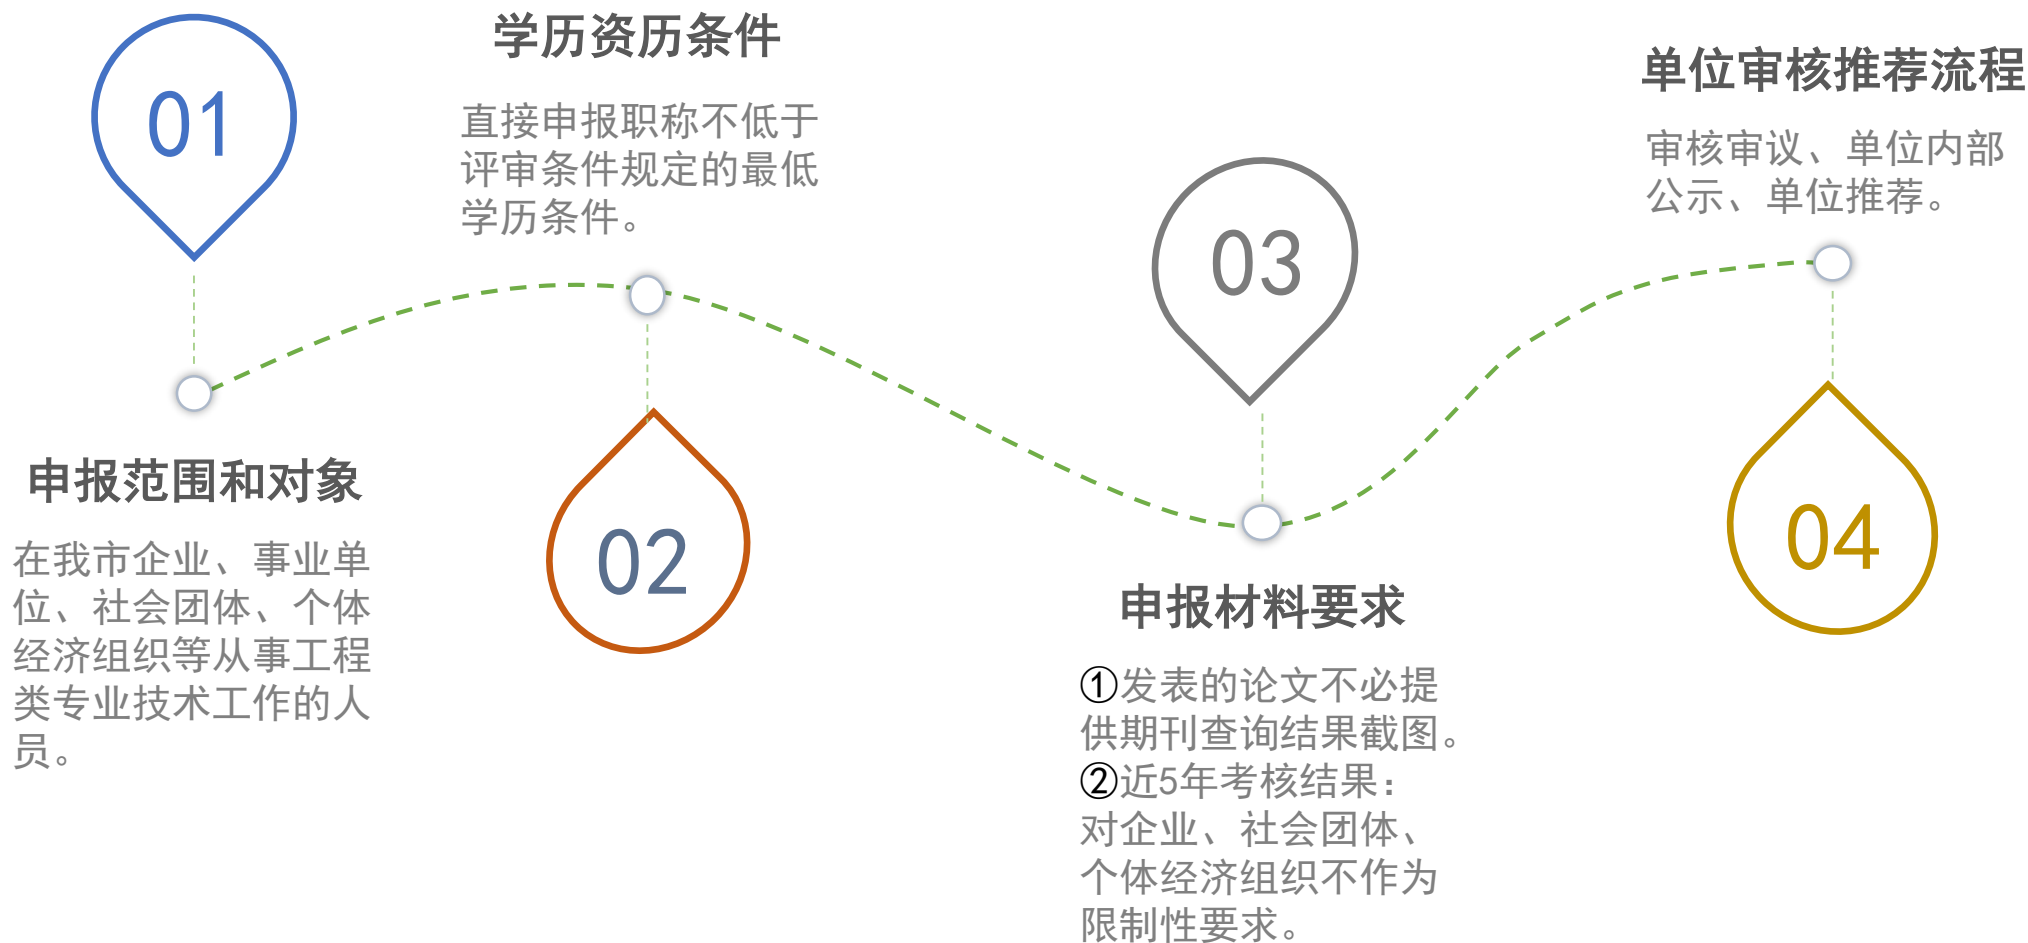 01
申报范围和对象
在我市企业、事业单
位、社会团体、个体
经济组织等从事工程
类专业技术工作的人
员。
学历资历条件
直接申报职称不低于
评审条件规定的最低
学历条件。
02
03
申报材料要求
①发表的论文不必提
供期刊查询结果截图。
②近5年考核结果：
对企业、社会团体、
个体经济组织不作为
限制性要求。
单位审核推荐流程
审核审议、单位内部
公示、单位推荐。
04